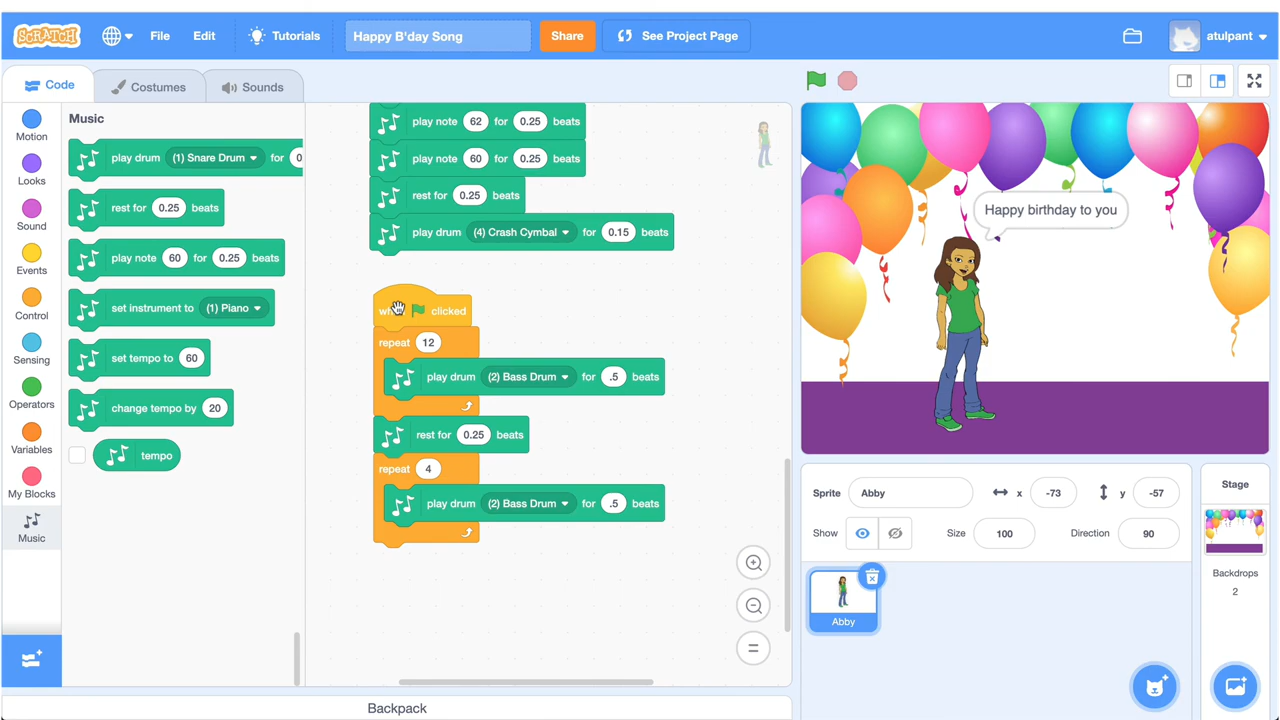 SCRATCH File Edit Tutorials Happy B'day Song Share See Project Page atulpant
Code Costumes Sounds
Motion
Looks
Sound
Events
Control
Sensing
Operators
Variables
My Blocks
Music
Music
play drum (1) Snare Drum for 0
rest for 0.25 beats
play note 60 for 0.25 beats
set instrument to (1) Piano
set tempo to 60
change tempo by 20
tempo
play note 62 for 0.25 beats
play note 60 for 0.25 beats
rest for 0.25 beats
play drum (4) Crash Cymbal for 0.15 beats
clicked
repeat 12
play drum (2) Bass Drum for .5 beats
rest for 0.25 beats
repeat 4
play drum (2) Bass Drum for .5 beats
Backpack
Happy birthday to you
Sprite Abby x -73 y -57
Show Size 100 Direction 90
Abby
Stage
Backdrops
2